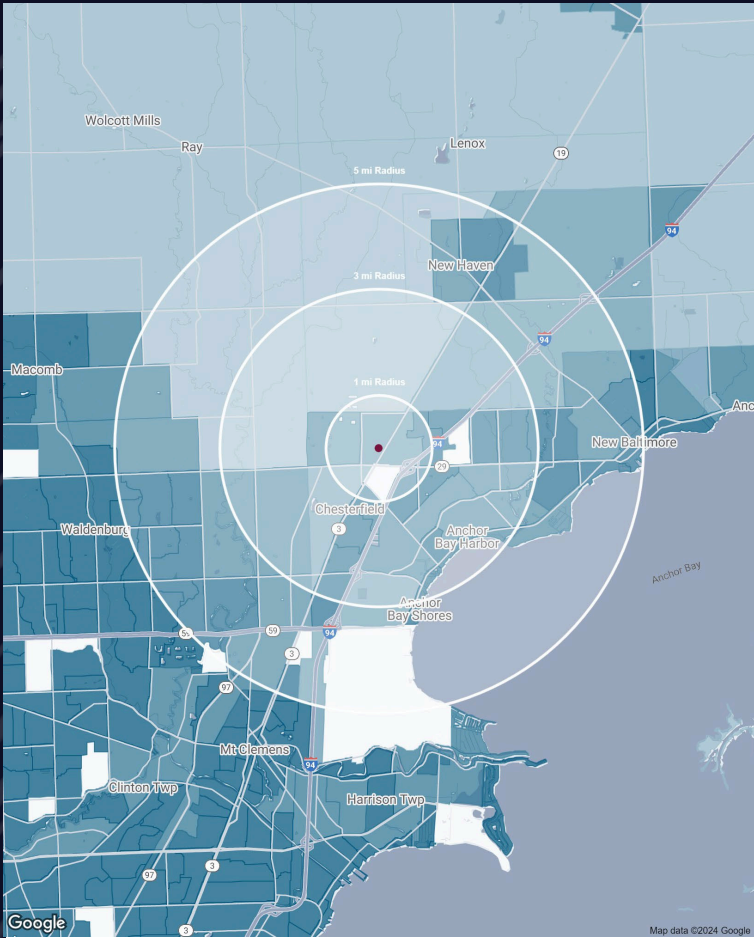 Wolcott Mills
Ray
Lenox
19
5 mi Radius
94
New Haven
3 mi Radius
94
Macomb
1 mi Radius
Anc
94
New Baltimore
29
Chesterfield
3
Waldenburg
Anchor
Bay Harbor
Anchor Bay
Anchor
Bay Shores
59
59
94
3
97
Mt Clemens
94
Clinton Twp
Harrison Twp
3
97
3
Google
Map data ©2024 Google